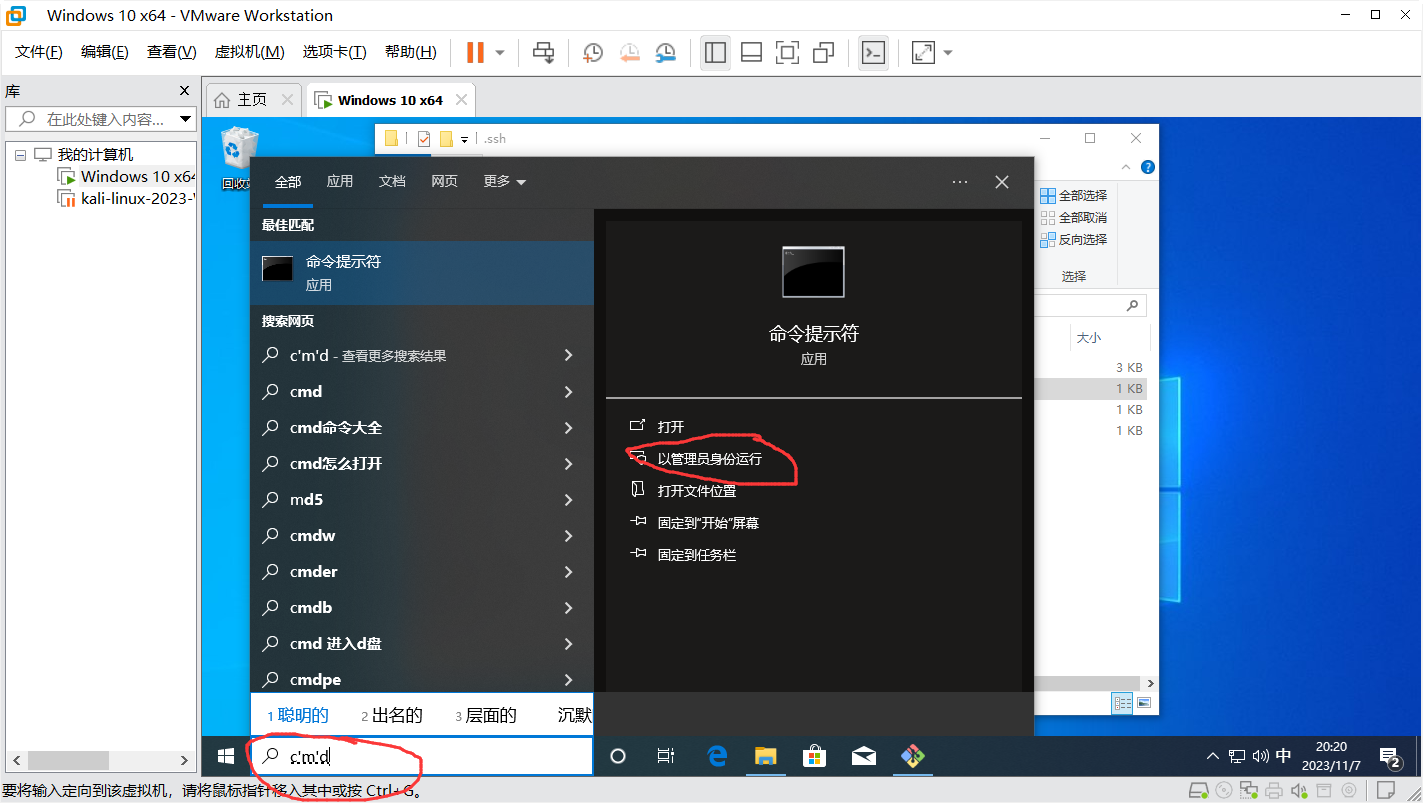 Windows 10 x64 - VMware Workstation
文件(F) 编辑(E) 查看(V) 虚拟机(M) 选项卡(T) 帮助(H)
库
在此处键入内容...
我的计算机
Windows 10 x64
kali-linux-2023-
主页
Windows 10 x64
.ssh
全部选择
全部取消
反向选择
选择
大小
3 KB
1 KB
1 KB
1 KB
全部 应用 文档 网页 更多
最佳匹配
命令提示符
应用
搜索网页
c'm'd - 查看更多搜索结果
cmd
cmd命令大全
cmd怎么打开
md5
cmdw
cmder
cmdb
cmd 进入d盘
cmdpe
命令提示符
应用
打开
以管理员身份运行
打开文件位置
固定到“开始”屏幕
固定到任务栏
1 聪明的 2 出名的 3 层面的 沉默
c'm'd
中
20:20
2023/11/7
2
要将输入定向到该虚拟机，请将鼠标指针移入其中或按 Ctrl+G。